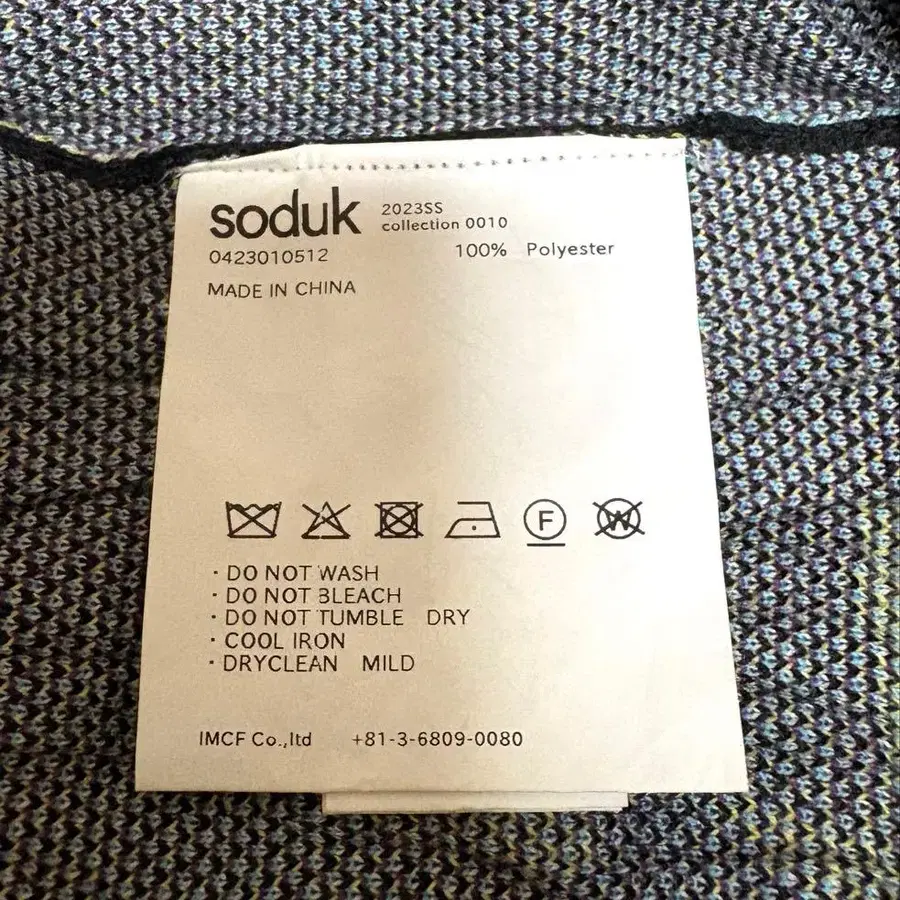 soduk 2023SS
collection 0010
0423010512 100% Polyester
MADE IN CHINA
F W
· DO NOT WASH
· DO NOT BLEACH
· DO NOT TUMBLE DRY
· COOL IRON
· DRYCLEAN MILD
IMCF Co.,ltd +81-3-6809-0080